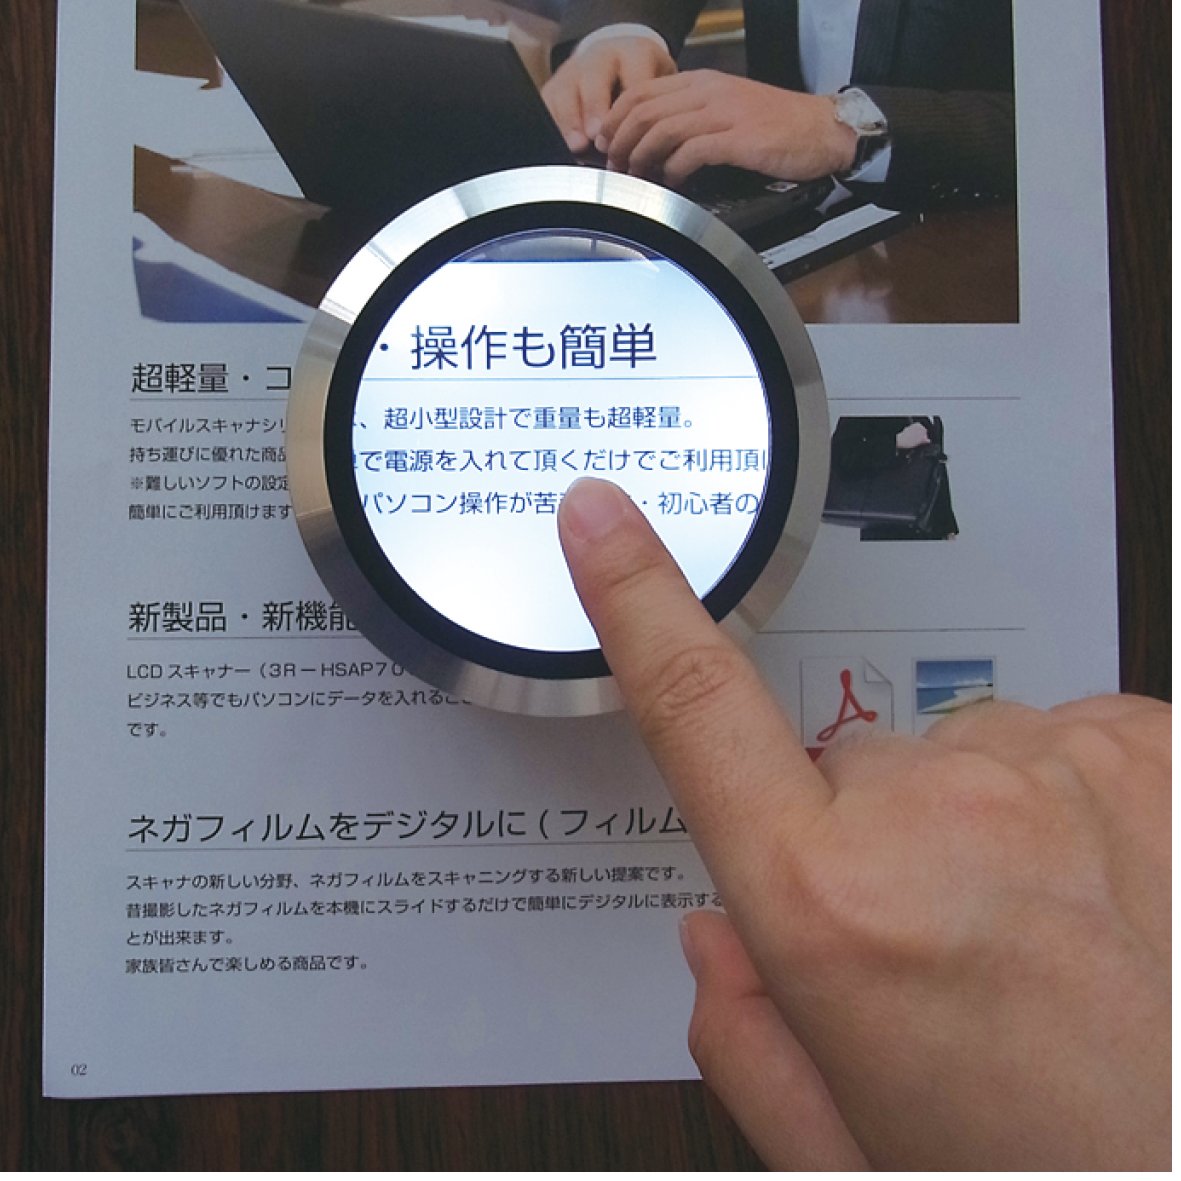 超軽量・コ
・操作も簡単
モバイルスキャナシリ
、超小型設計で重量も超軽量。
持ち運びに優れた商品
で電源を入れて頂くだけでご利用頂
※難しいソフトの設定
パソコン操作が苦
・初心者の
簡単にご利用頂けます
新製品・新機能
LCD スキャナー(3R-HSAP70
ビジネス等でもパソコンにデータを入れるこ
です。
ネガフィルムをデジタルに(フィルム
スキャナの新しい分野、ネガフィルムをスキャニングする新しい提案です。
昔撮影したネガフィルムを本機にスライドするだけで簡単にデジタルに表示する
とが出来ます。
家族皆さんで楽しめる商品です。
02